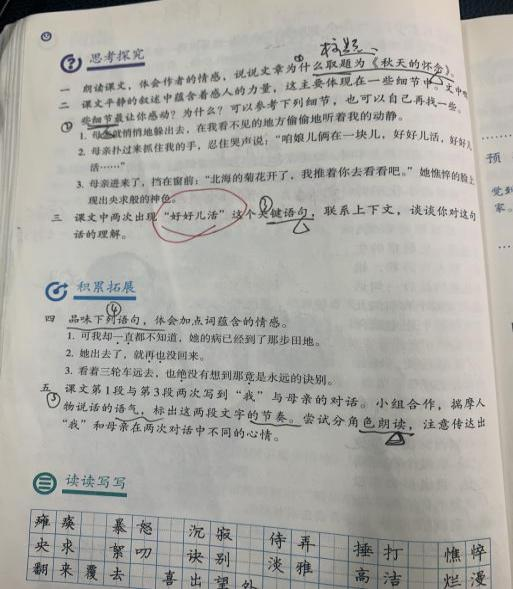 思考探究
核题
一 朗读课文，体会作者的情感，说说文章为什么取题为《秋天的怀念》。
二 课文平静的叙述中蕴含着感人的力量，这主要体现在一些细节中。文中哪
些细节最让你感动？为什么？可以参考下列细节，也可以自己再找一些。
1. 母亲就悄悄地躲出去，在我看不见的地方偷偷地听着我的动静。
2. 母亲扑过来抓住我的手，忍住哭声说：“咱娘儿俩在一块儿，好好儿活，好好儿
活……”
3. 母亲进来了，挡在窗前：“北海的菊花开了，我推着你去看看吧。”她憔悴的脸上
现出央求般的神色。
三 课文中两次出现“好好儿活”这个关键语句，联系上下文，谈谈你对这句
话的理解。
预
觉到
家。
积累拓展
四 品味下列语句，体会加点词蕴含的情感。
④
1. 可我却一直都不知道，她的病已经到了那步田地。
2. 她出去了，就再也没回来。
3. 看着三轮车远去，也绝没有想到那竟是永远的诀别。
五 课文第1段与第3段两次写到“我”与母亲的对话。小组合作，揣摩人
物说话的语气，标出这两段文字的节奏。尝试分角色朗读，注意传达出
“我”和母亲在两次对话中不同的心情。
读读写写
瘫痪 暴怒 沉寂 侍弄 捶打 憔悴
央求 絮叨 诀别 淡雅 高洁 烂漫
翻来覆去 喜出望外